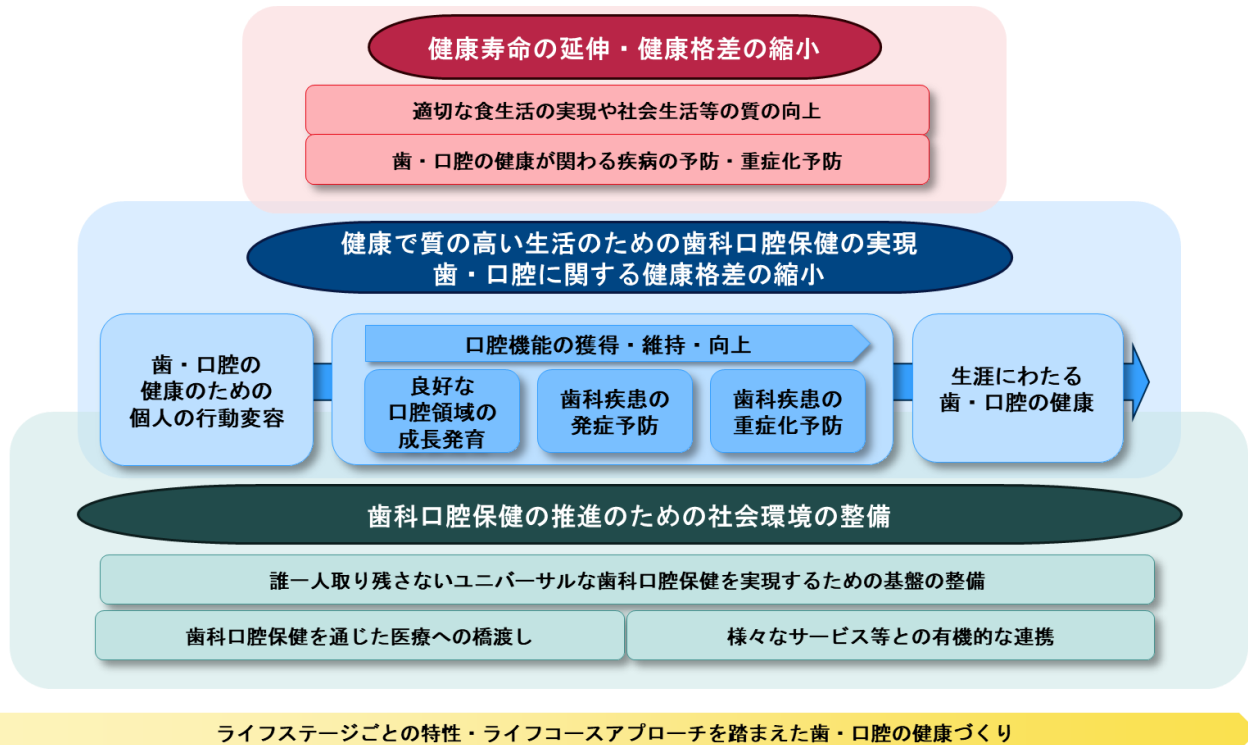 健康寿命の延伸・健康格差の縮小
適切な食生活の実現や社会生活等の質の向上
歯・口腔の健康が関わる疾病の予防・重症化予防
健康で質の高い生活のための歯科口腔保健の実現
歯・口腔に関する健康格差の縮小
歯・口腔の
健康のための
個人の行動変容
口腔機能の獲得・維持・向上
良好な
口腔領域の
成長発育
歯科疾患の
発症予防
歯科疾患の
重症化予防
生涯にわたる
歯・口腔の健康
歯科口腔保健の推進のための社会環境の整備
誰一人取り残さないユニバーサルな歯科口腔保健を実現するための基盤の整備
歯科口腔保健を通じた医療への橋渡し
様々なサービス等との有機的な連携
ライフステージごとの特性・ライフコースアプローチを踏まえた歯・口腔の健康づくり